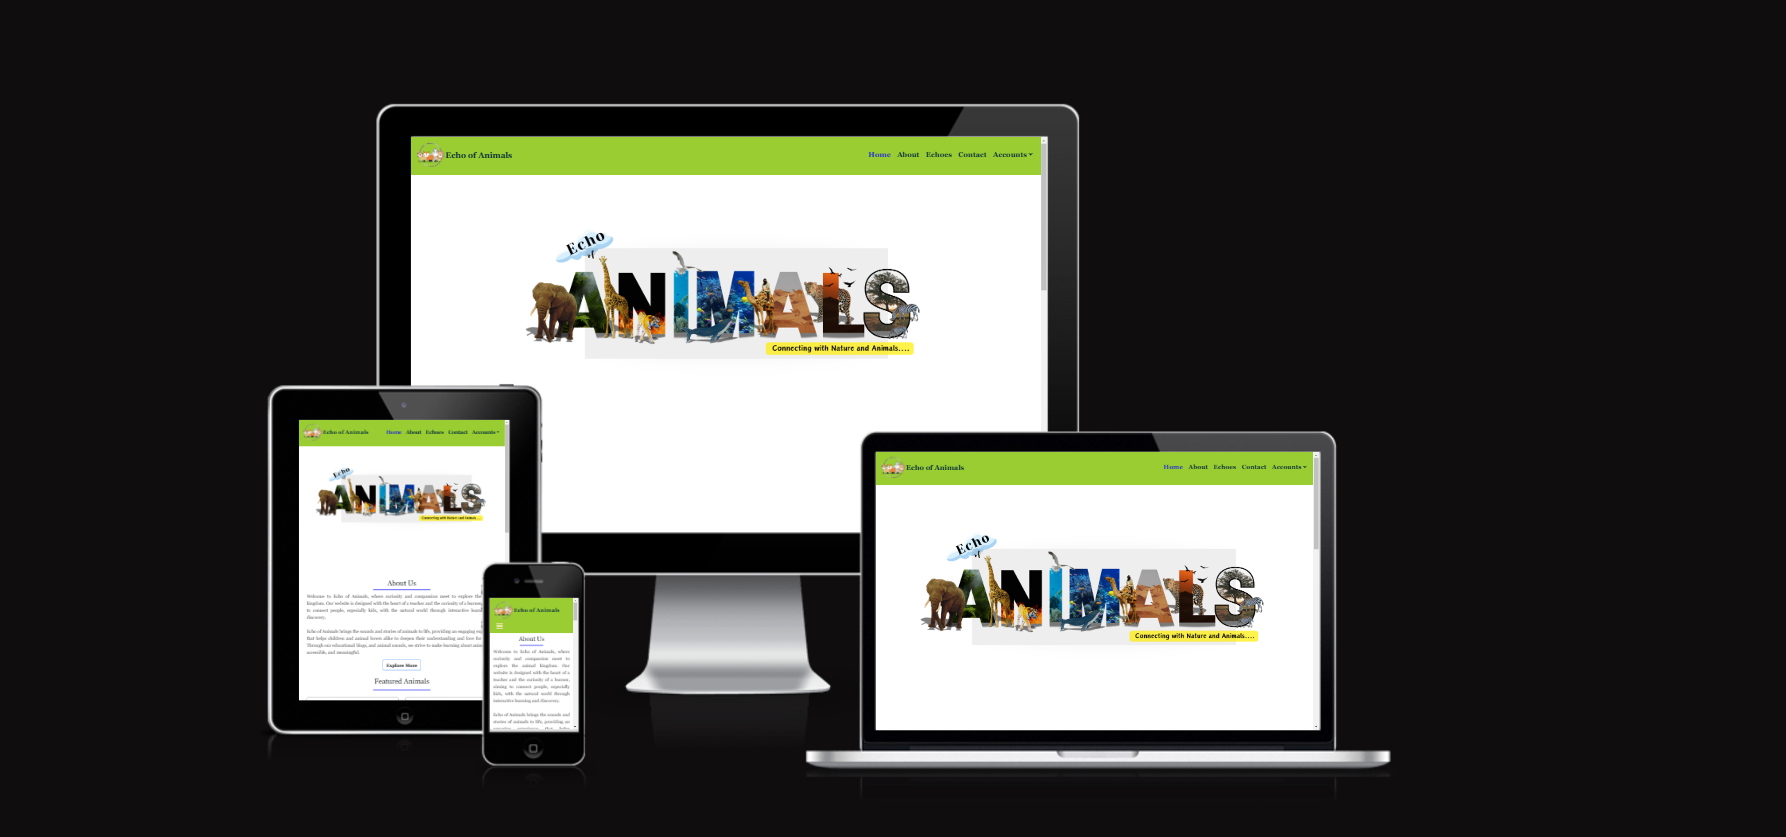 Echo of Animals
Home About Echoes Contact Accounts
Echo
of
ANIMALS
Connecting with Nature and Animals....
Echo of Animals
Home About Echoes Contact Accounts
Echo
ANIMALS
Connecting with Nature and Animals....
About Us
Welcome to Echo of Animals, where curiosity and compassion meet to explore the
kingdom. Our website is designed with the heart of a teacher and the curiosity of a learner,
to connect people, especially kids, with the natural world through interactive
discovery.
Echo of Animals brings the sounds and stories of animals to life, providing an engaging
that helps children and animal lovers alike to deepen their understanding and love for
Through our educational blogs, and animal sounds, we strive to make learning about
accessible, and meaningful.
Explore More
Featured Animals
Echo of Animals
About Us
Welcome to Echo of Animals, where
curiosity and compassion meet to
explore the animal kingdom. Our
website is designed with the heart of a
teacher and the curiosity of a learner,
aiming to connect people, especially
kids, with the natural world through
interactive learning and discovery.
Echo of Animals brings the sounds and
stories of animals to life, providing an
Echo of Animals
Home About Echoes Contact Accounts
Echo
of
ANIMALS
Connecting with Nature and Animals....